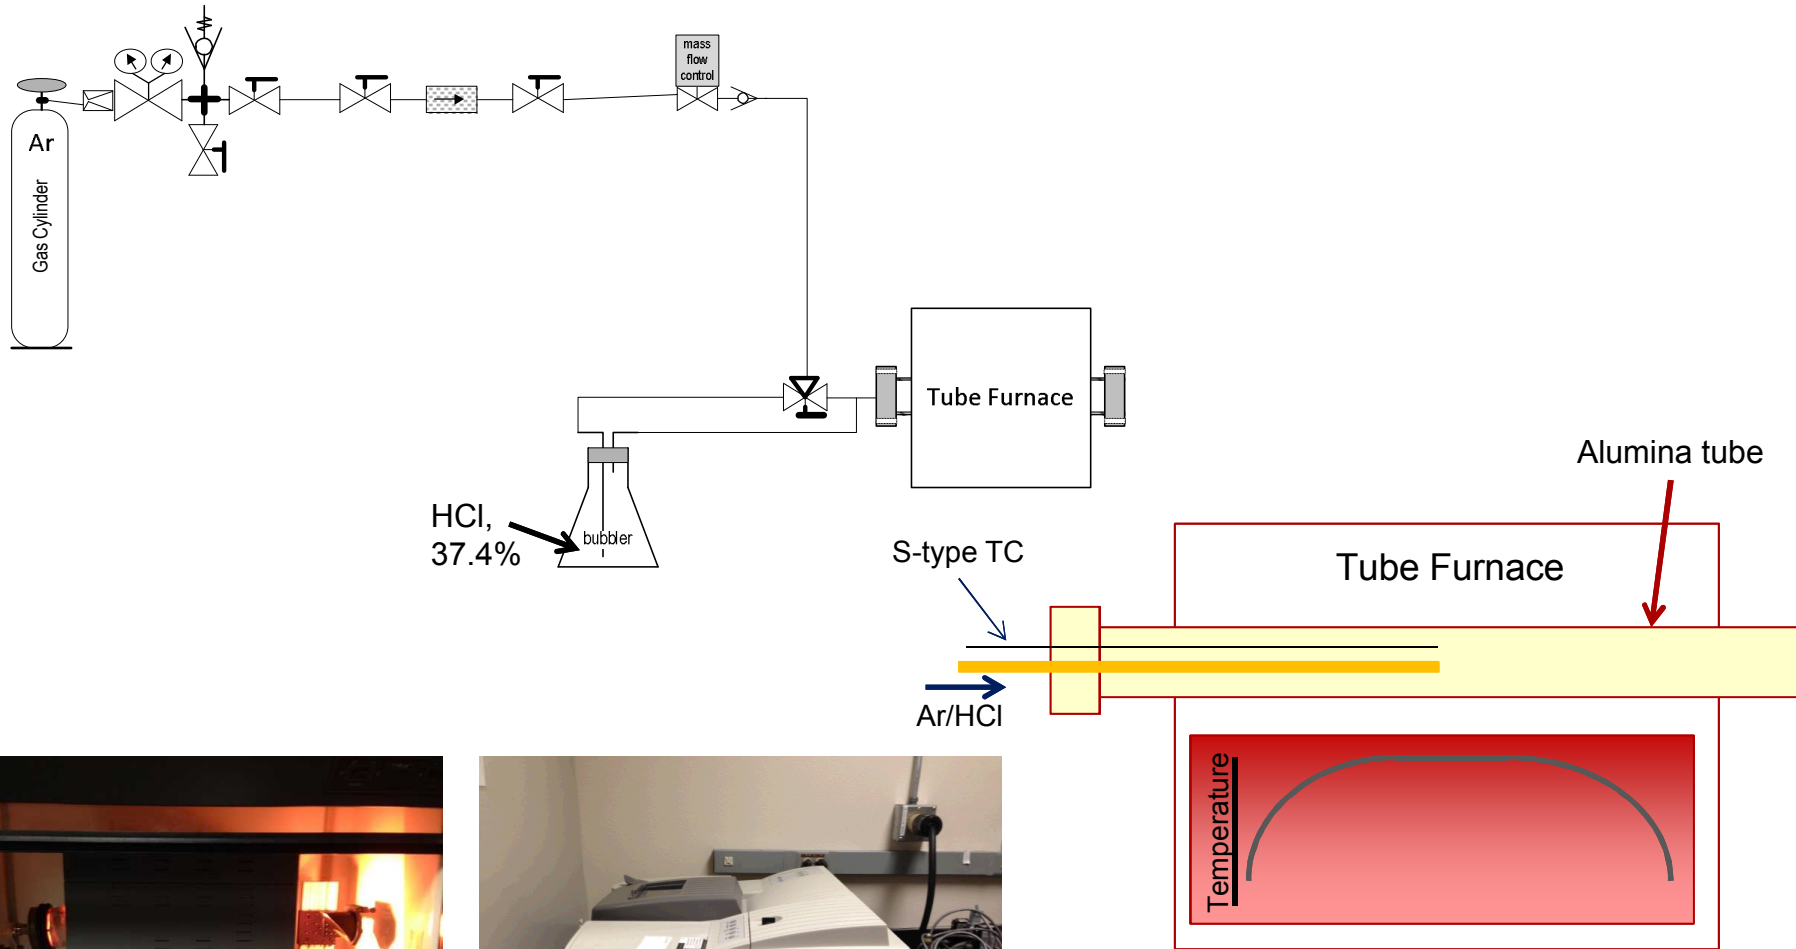 mass
flow
control
Ar
Gas Cylinder
Tube Furnace
HCl,
37.4%
bubbler
Alumina tube
S-type TC
Tube Furnace
Ar/HCl
Temperature